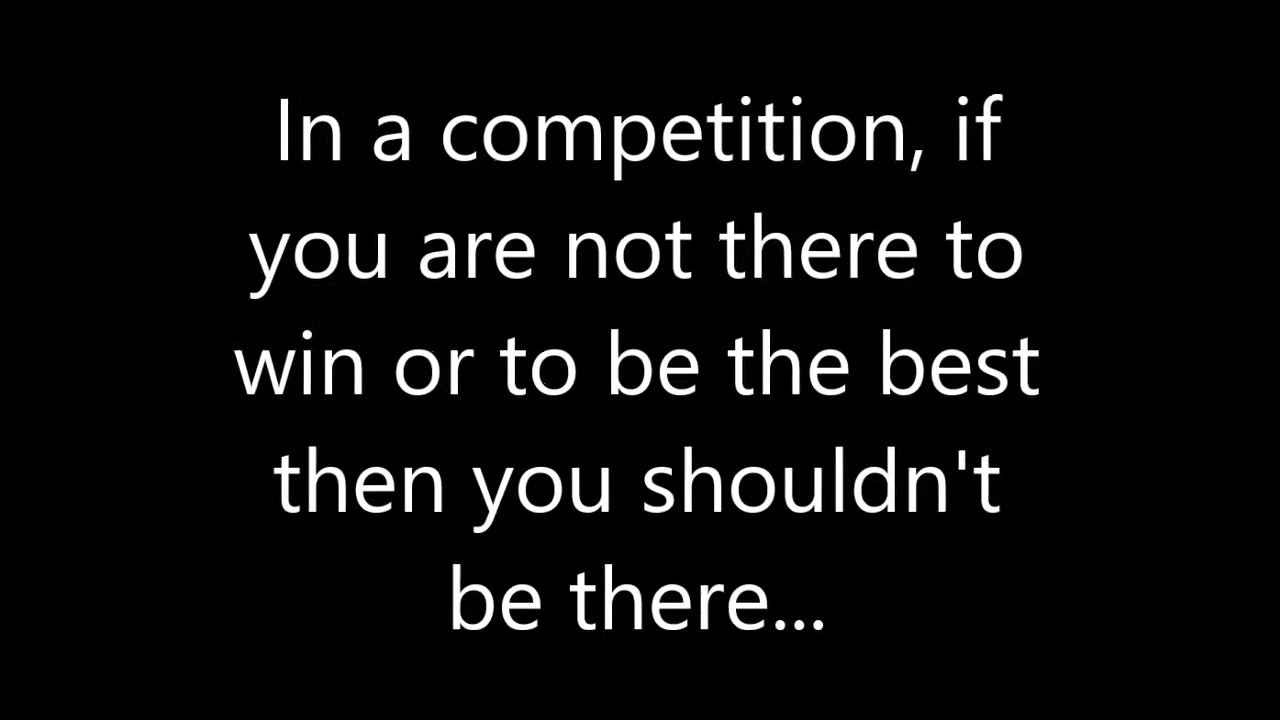 In a competition, if
you are not there to
win or to be the best
then you shouldn't
be there...